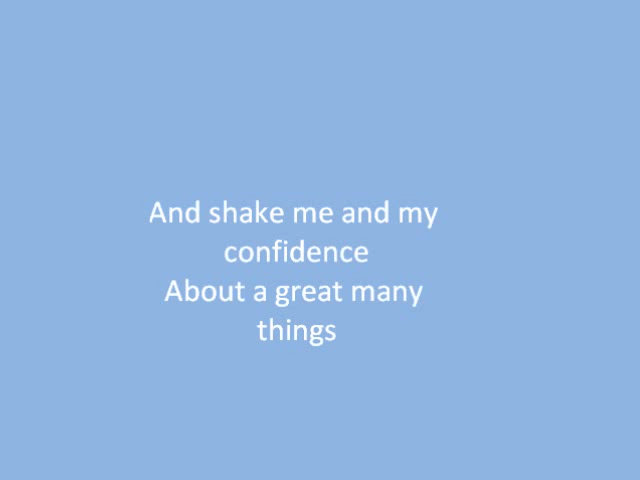 And shake me and my
confidence
About a great many
things